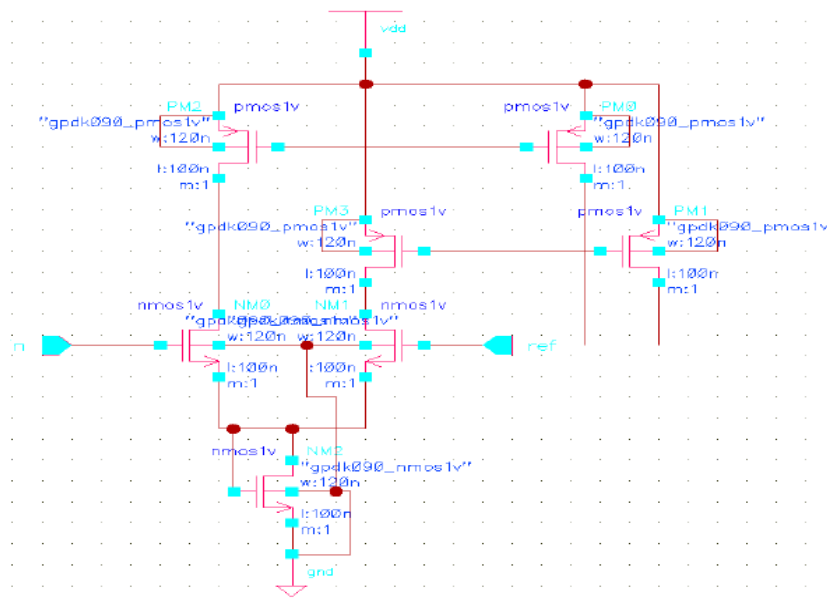 vdd
PM2 pmos1v
"gpdk090_pmos1v"
w:120n
l:100n
m:1
pmos1v PM0
"gpdk090_pmos1v"
w:120n
l:100n
m:1
PM3 pmos1v
"gpdk090_pmos1v"
w:120n
l:100n
m:1
pmos1v PM1
"gpdk090_pmos1v
w:120n
l:100n
m:1
nmos1v NM0
w:120n
l:100n
m:1
NM1 nmos1v
w:120n
:100n
m:1
n
ref
nmos1v NM2
"gpdk090_nmos1v"
w:120n
l:100n
m:1
gnd